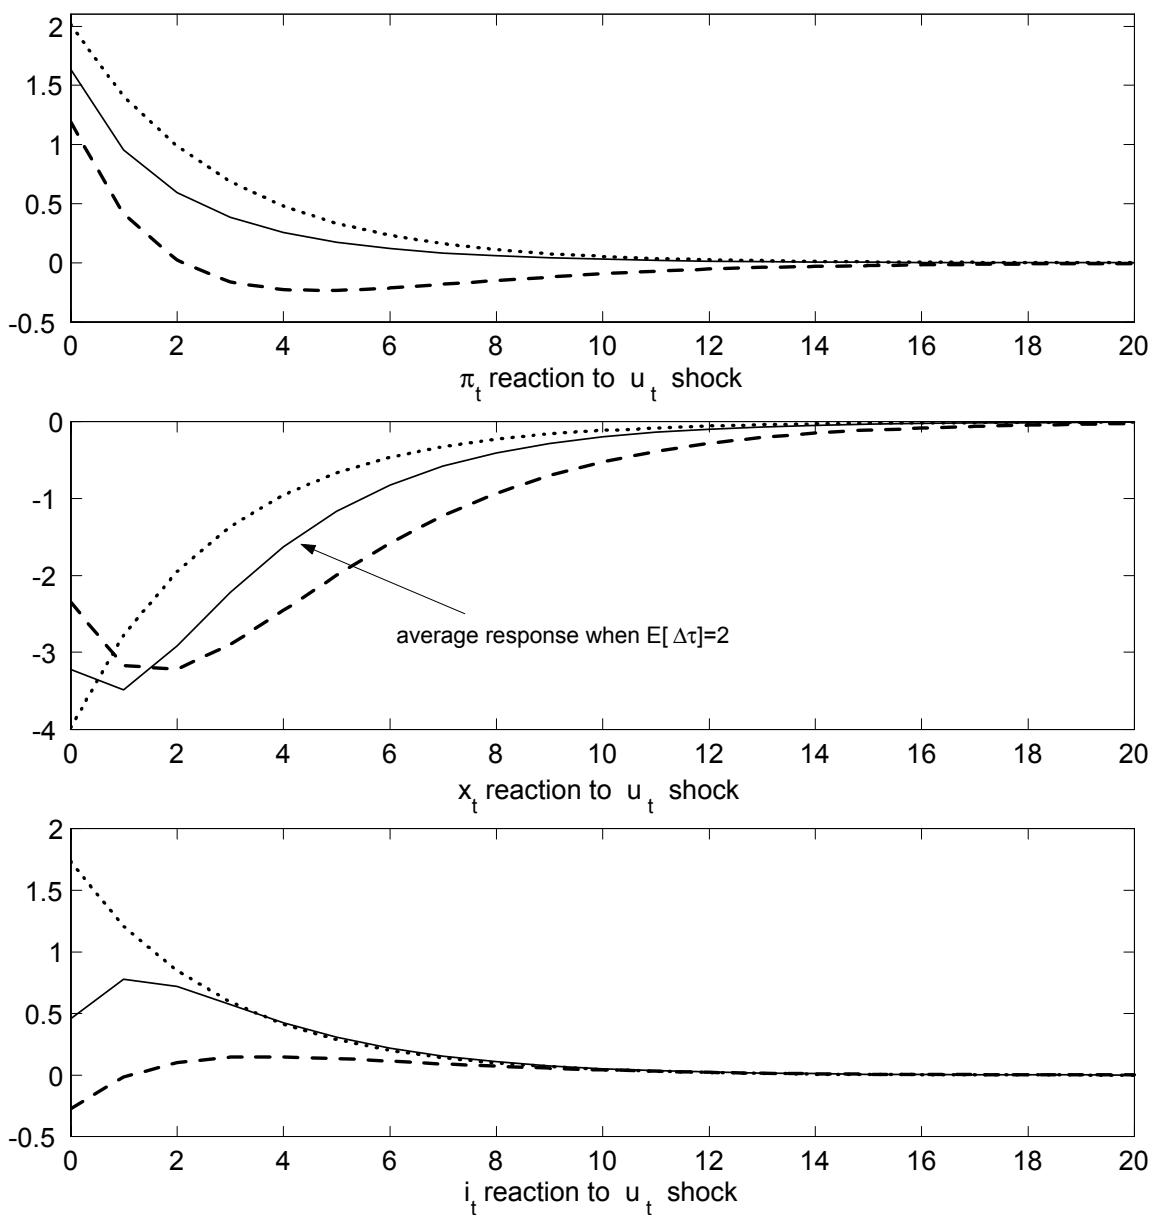 2
1.5
1
0.5
0
-0.5
0 2 4 6 8 10 12 14 16 18 20
π_t reaction to u_t shock
0
-1
-2
-3
-4
average response when E[Δτ]=2
0 2 4 6 8 10 12 14 16 18 20
x_t reaction to u_t shock
2
1.5
1
0.5
0
-0.5
0 2 4 6 8 10 12 14 16 18 20
i_t reaction to u_t shock